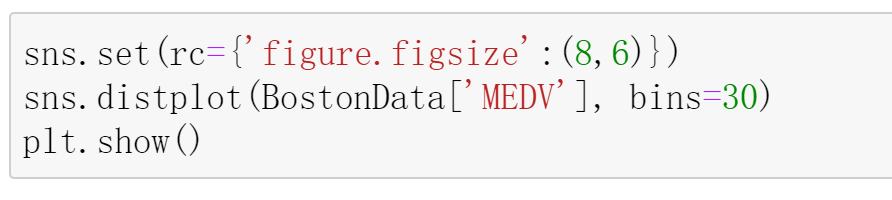 sns.set(rc={'figure.figsize':(8,6)})
sns.distplot(BostonData['MEDV'], bins=30)
plt.show()